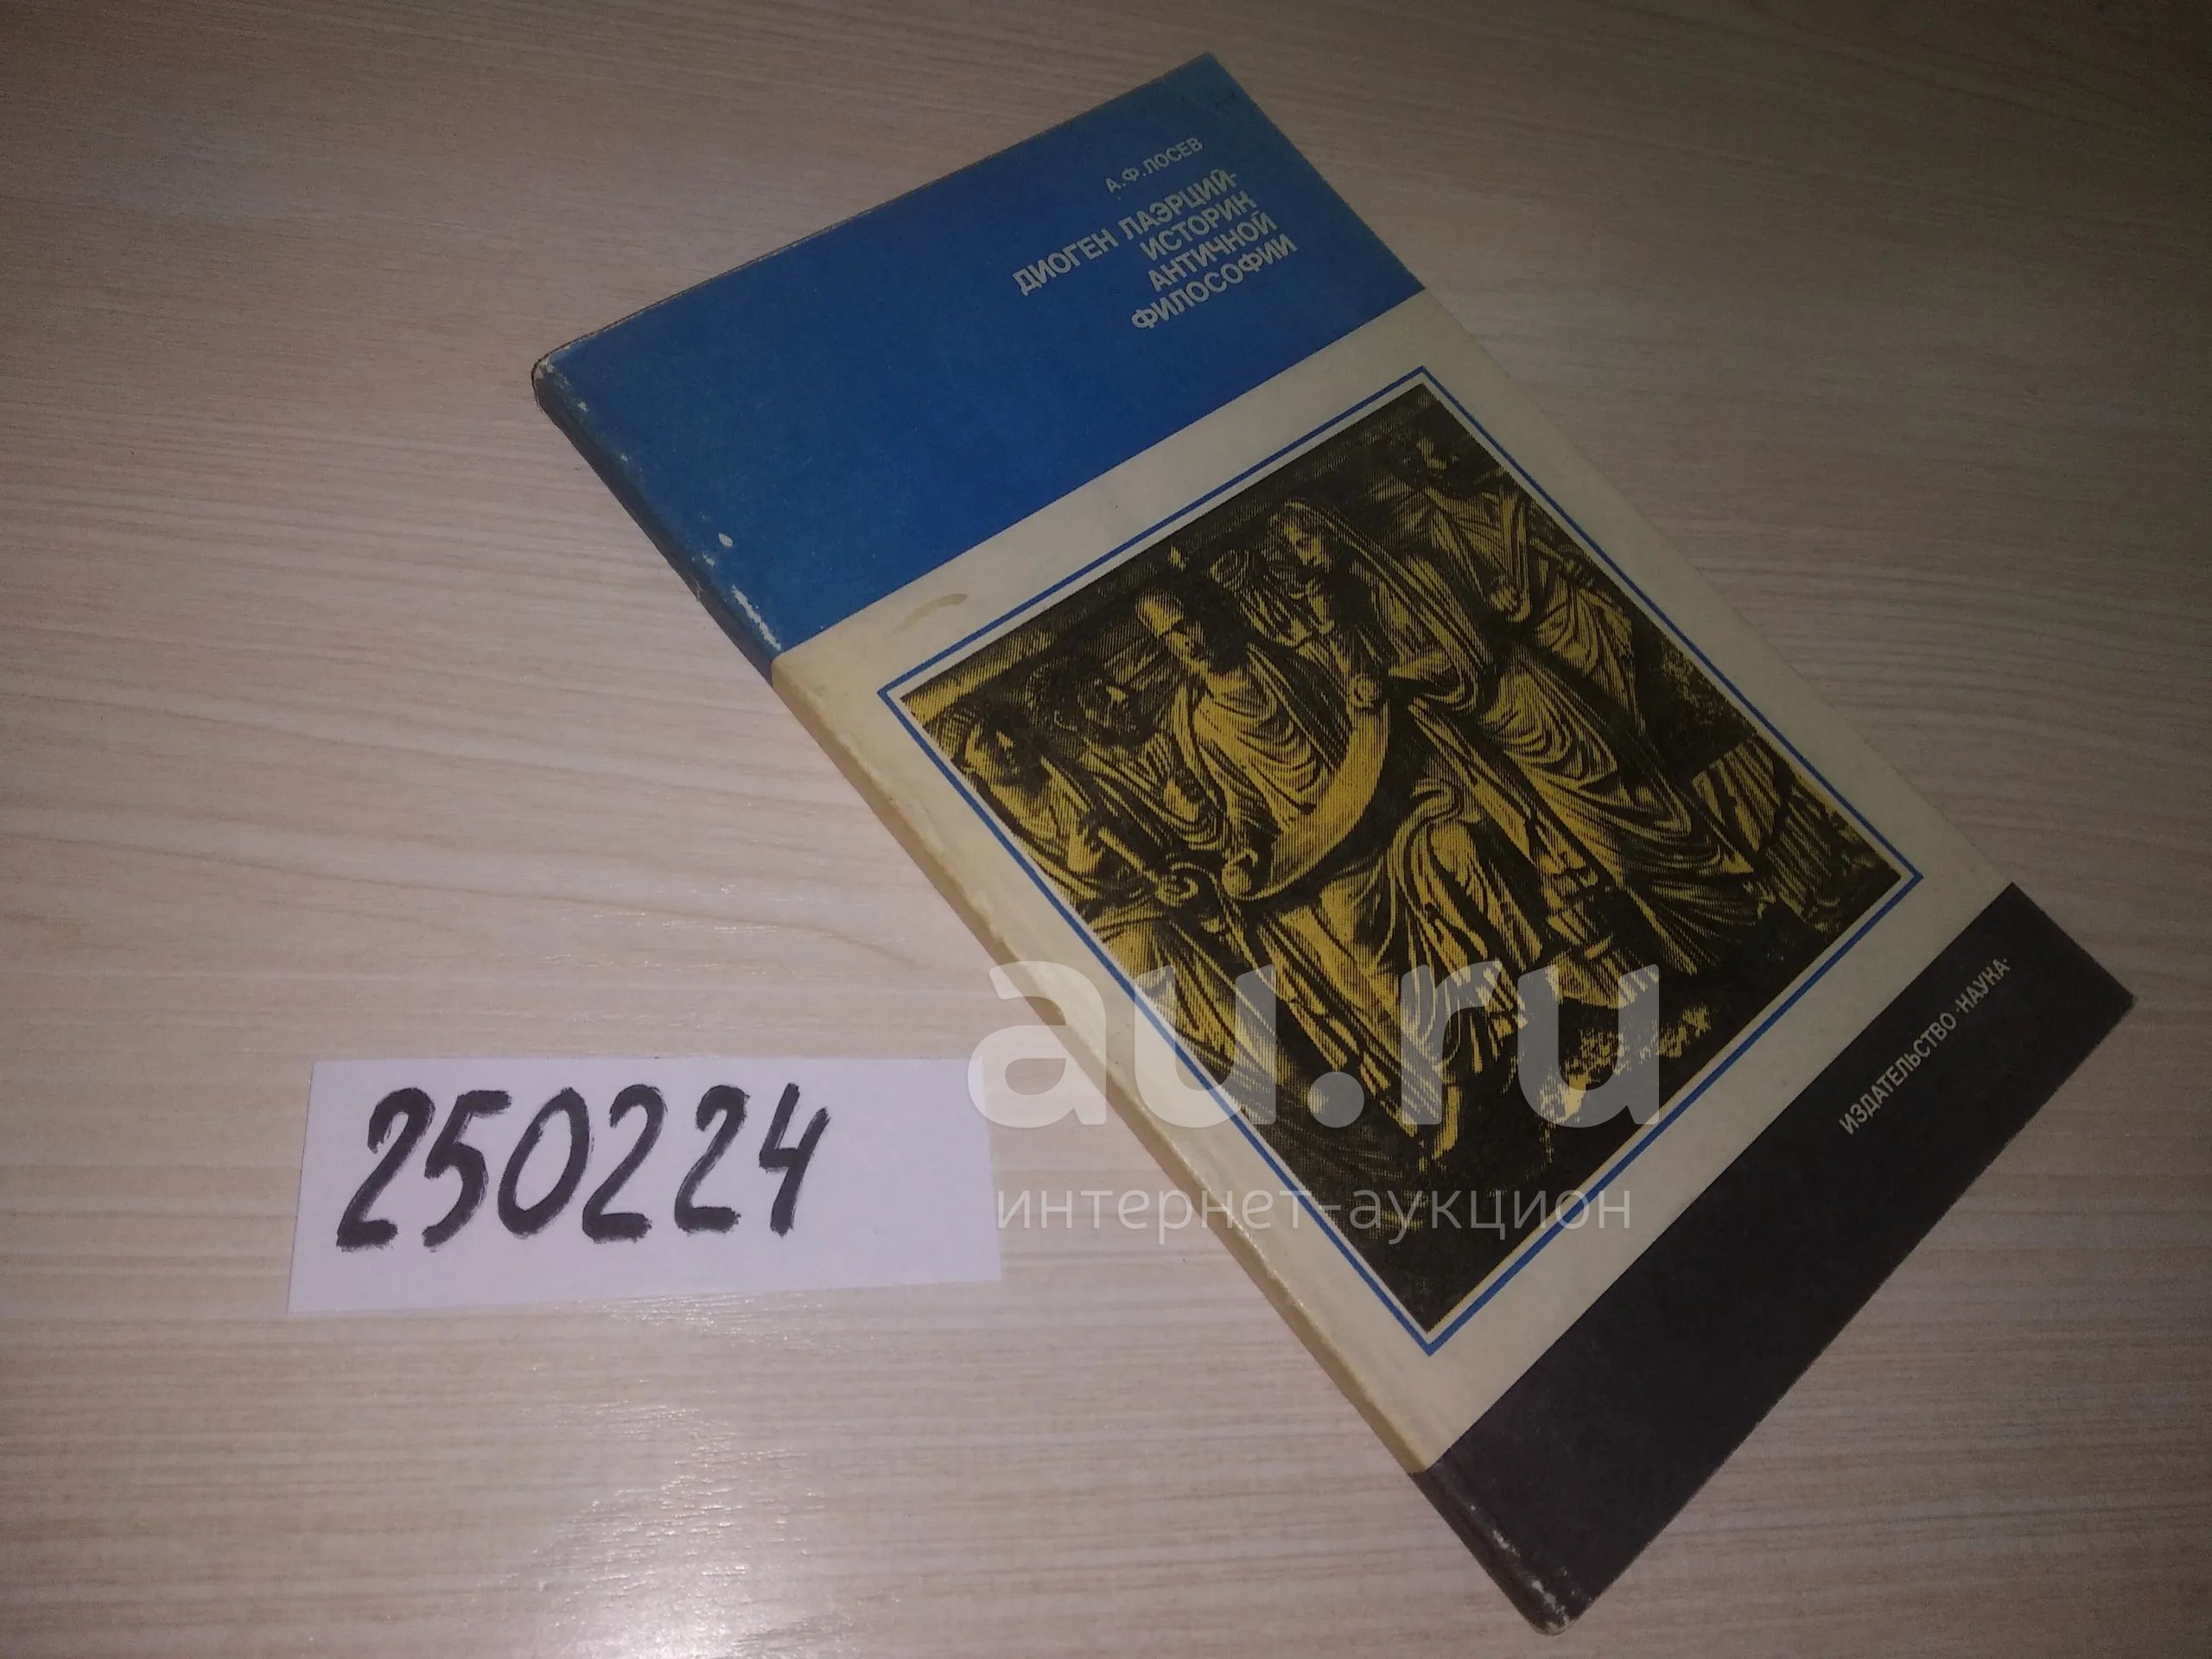 А.Ф.ЛОСЕВ
ДИОГЕН ЛАЭРЦИЙ-
ИСТОРИК
АНТИЧНОЙ
ФИЛОСОФИИ
ИЗДАТЕЛЬСТВО·НАУКА·
250224
au.ru
интернет-аукцион